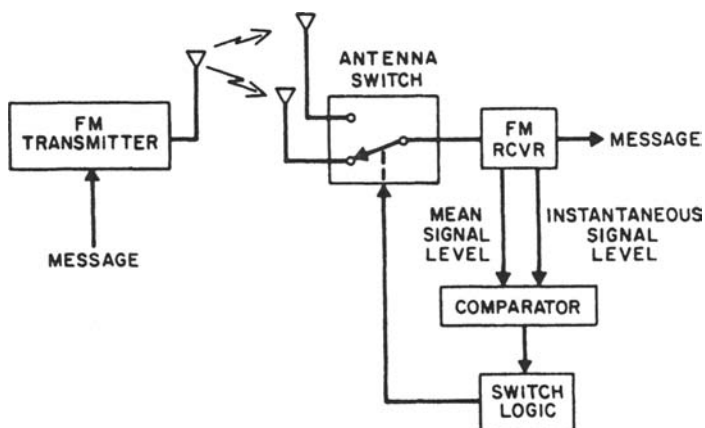 ANTENNA
SWITCH
FM
TRANSMITTER
FM
RCVR
MESSAGE
MESSAGE
MEAN
SIGNAL
LEVEL
INSTANTANEOUS
SIGNAL
LEVEL
COMPARATOR
SWITCH
LOGIC